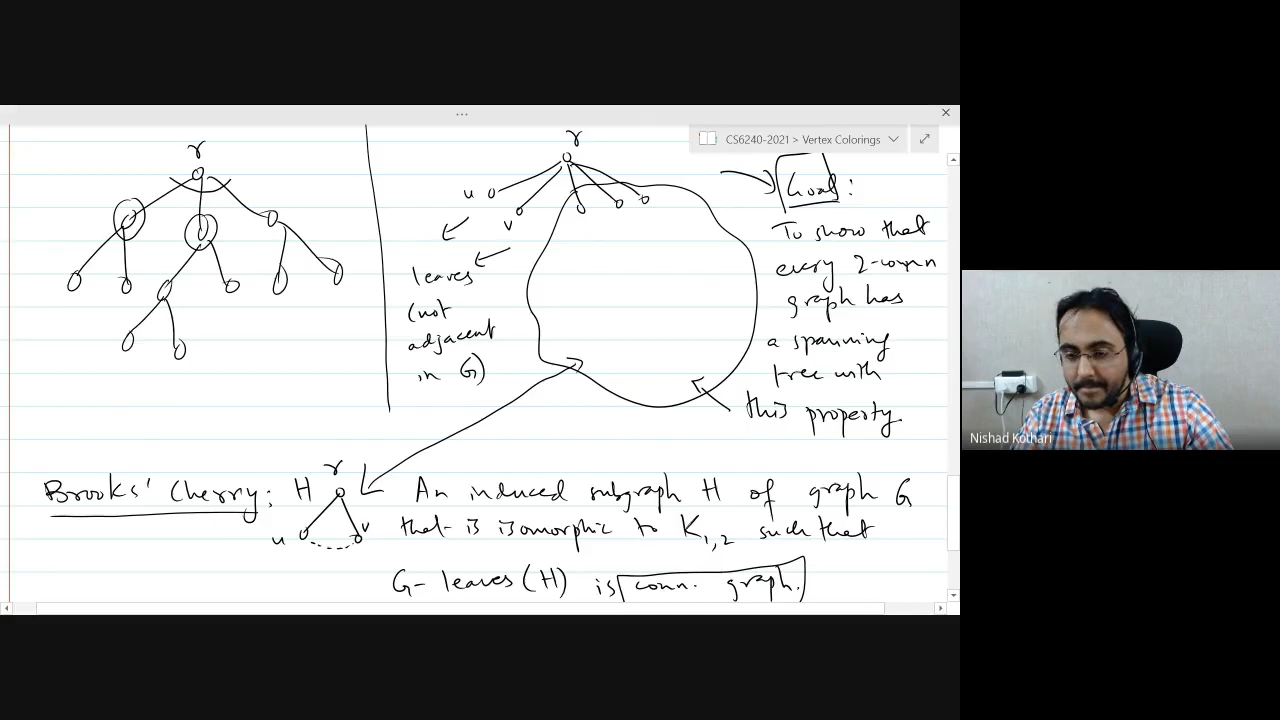 CS6240-2021 > Vertex Colorings
r
r
u
v
leaves
(not
adjacent
in G)
Goal:
To show that
every 2-conn
graph has
a spanning
tree with
this property
Brooks' Cherry: H r u v An induced subgraph H of graph G
that is isomorphic to K1,2 such that
G- leaves (H) is conn. graph.
Nishad Kothari